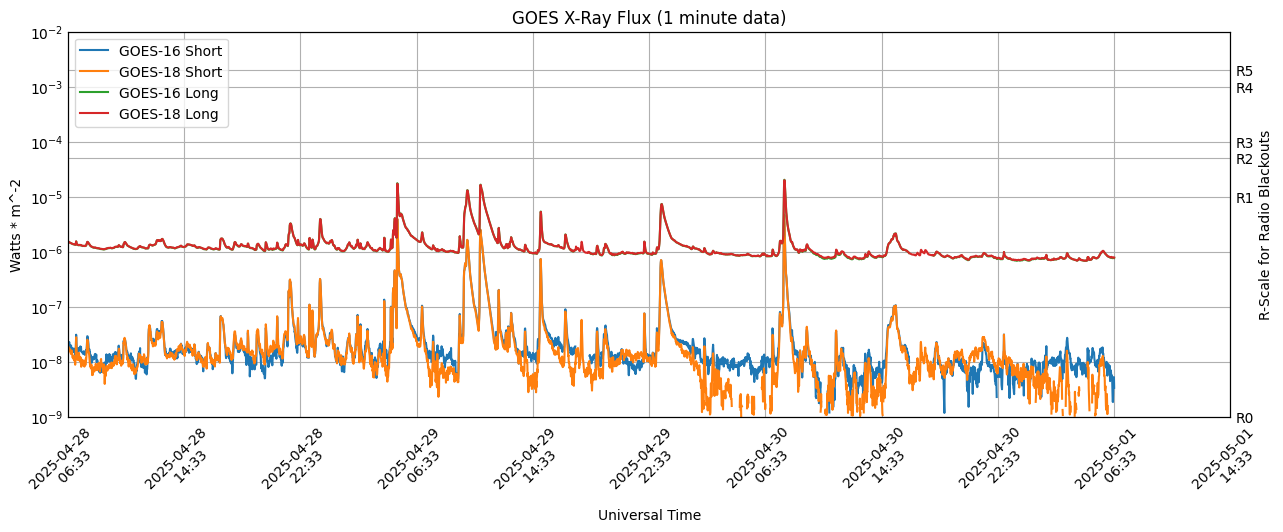 GOES X-Ray Flux (1 minute data)
GOES-16 Short
GOES-18 Short
GOES-16 Long
GOES-18 Long
10^-2
10^-3
10^-4
10^-5
10^-6
10^-7
10^-8
10^-9
Watts * m^-2
R5
R4
R3
R2
R1
R0
R-Scale for Radio Blackouts
2025-04-28
06:33
2025-04-28
14:33
2025-04-28
22:33
2025-04-29
06:33
2025-04-29
14:33
2025-04-29
22:33
2025-04-30
06:33
2025-04-30
14:33
2025-04-30
22:33
2025-05-01
06:33
2025-05-01
14:33
Universal Time